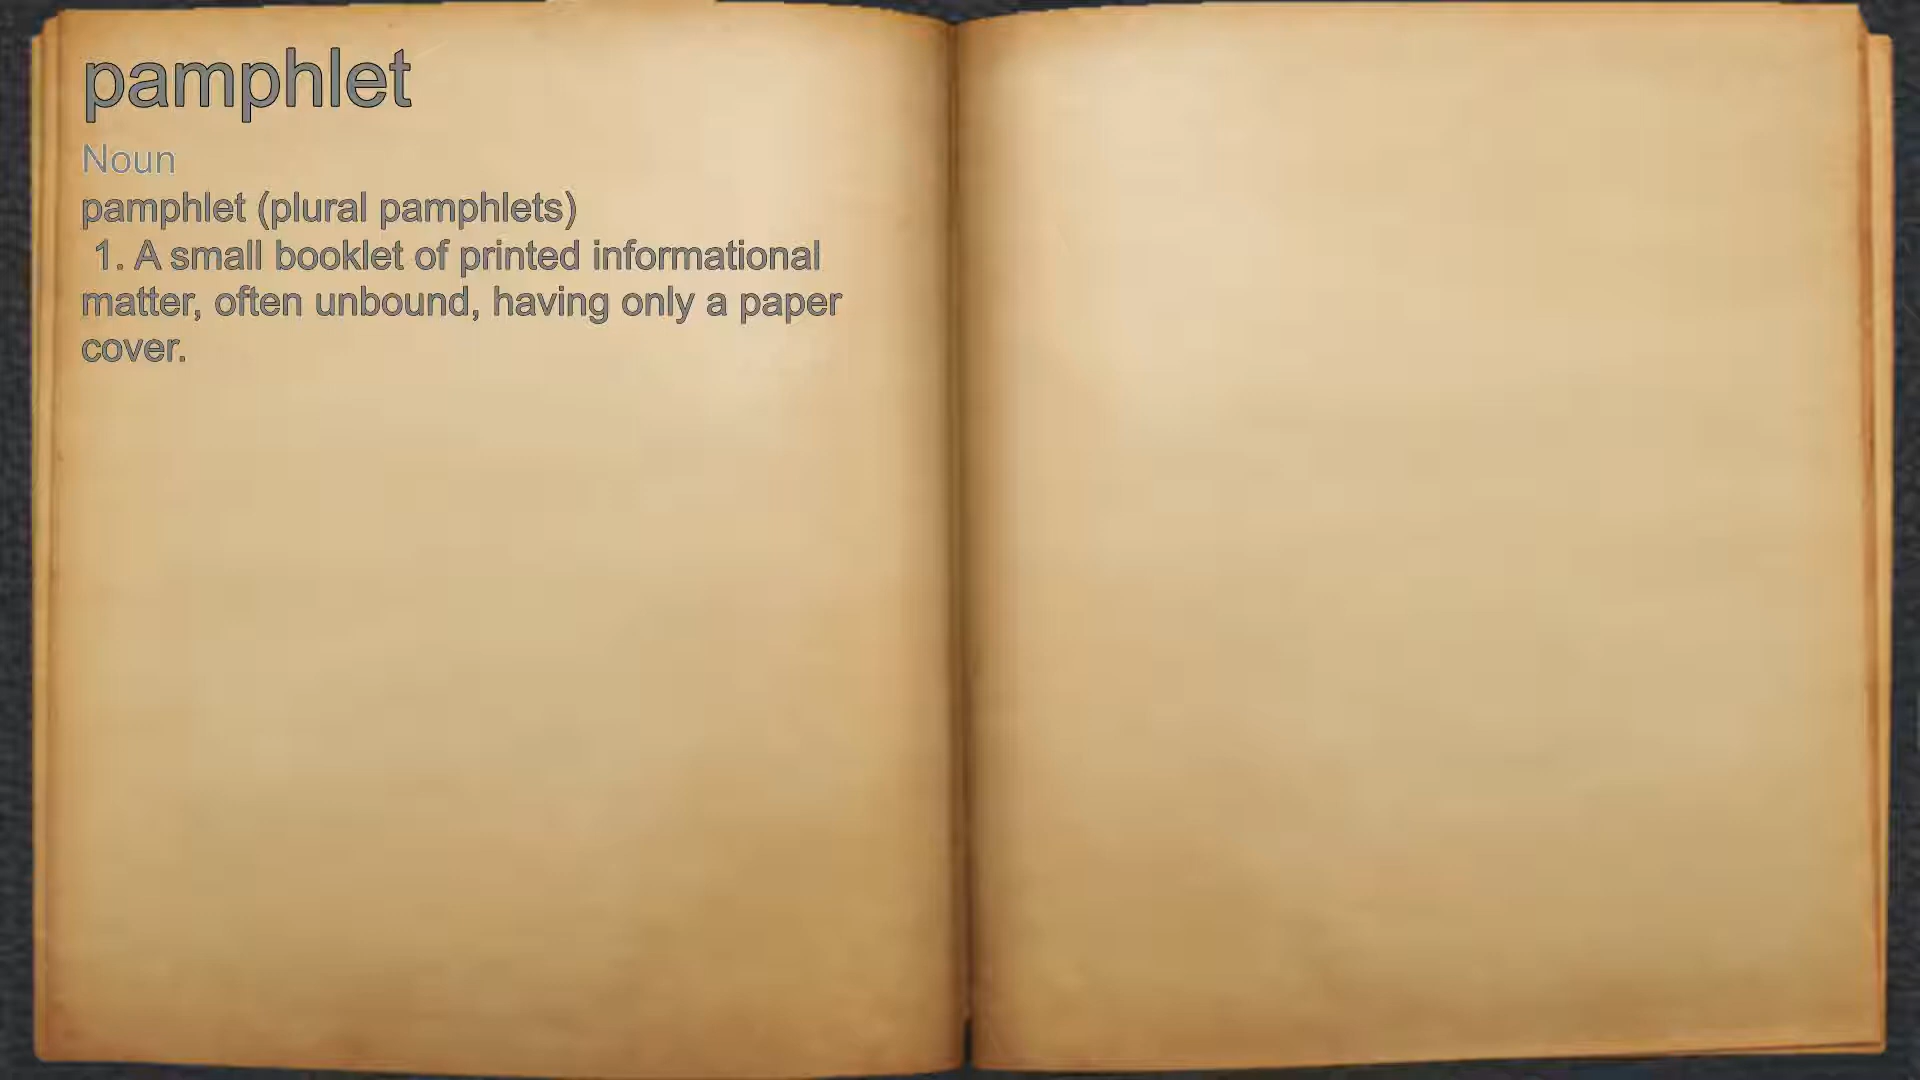 pamphlet
Noun
pamphlet (plural pamphlets)
1. A small booklet of printed informational
matter, often unbound, having only a paper
cover.